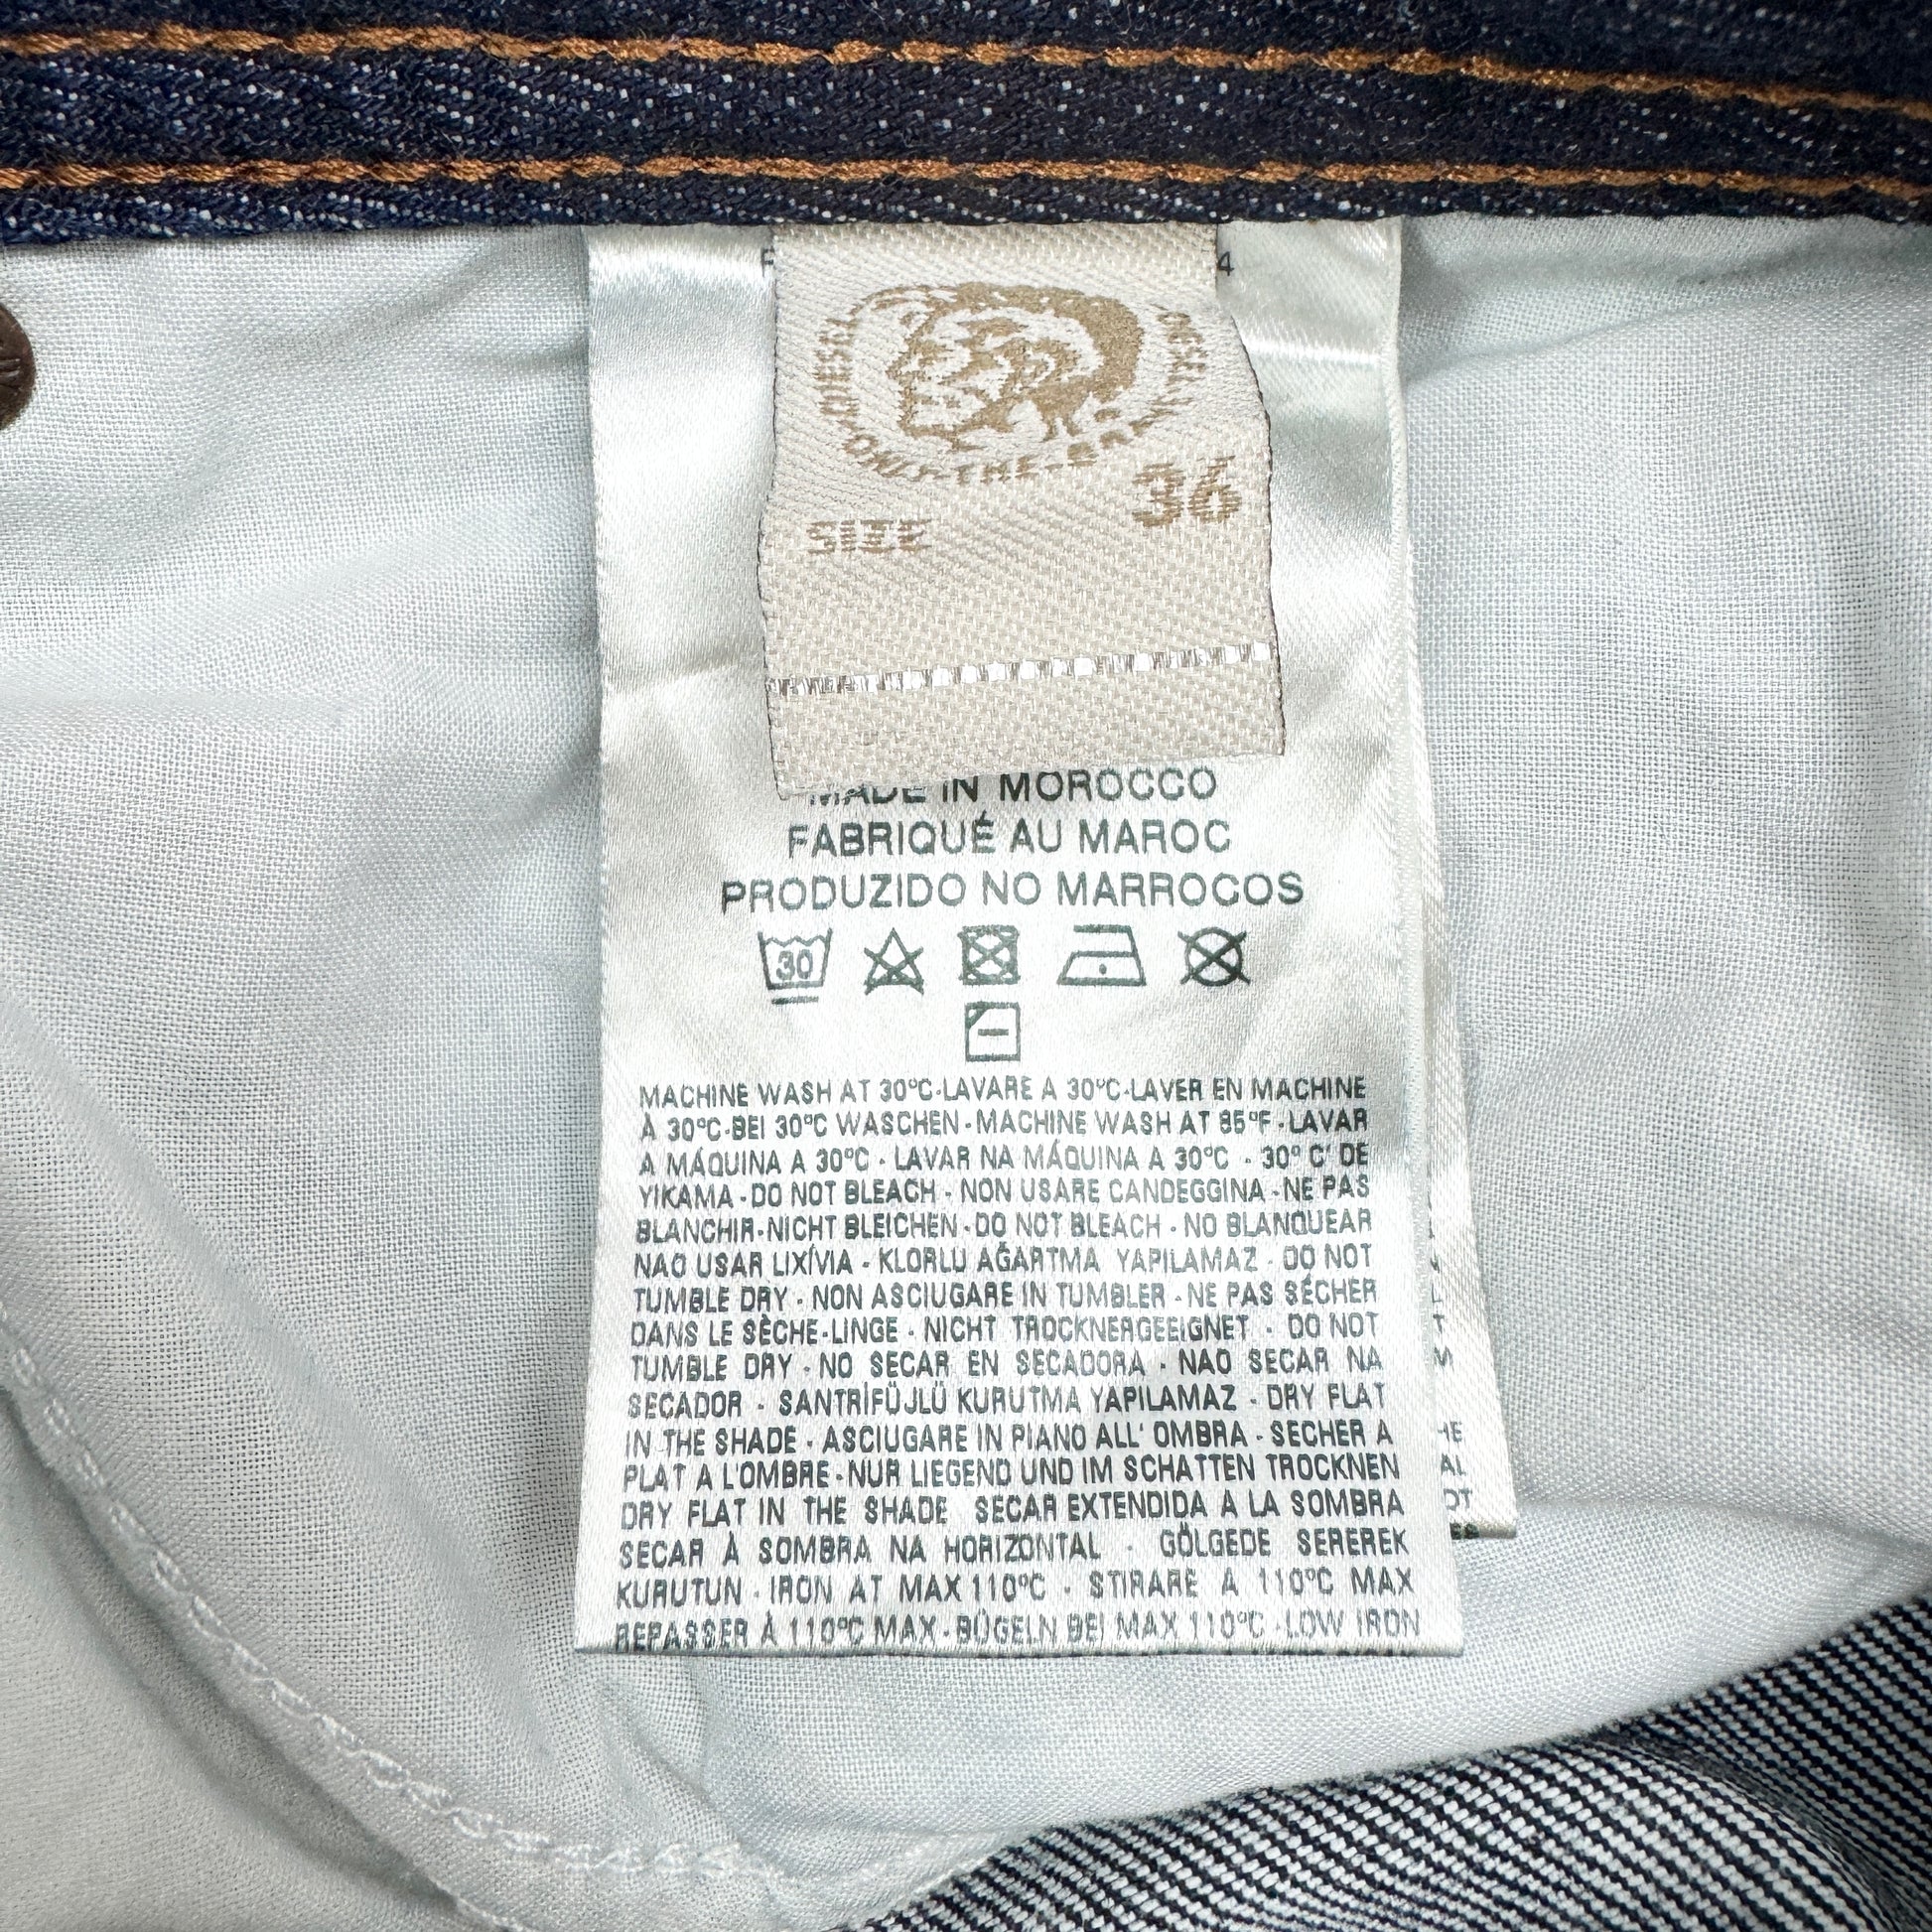 DIESEL
ONLY-THE-BRA
SIZE 36
MADE IN MOROCCO
FABRIQUÉ AU MAROC
PRODUZIDO NO MARROCOS
30
MACHINE WASH AT 30°C-LAVARE A 30°C-LAVER EN MACHINE
À 30°C-BEI 30°C WASCHEN-MACHINE WASH AT 85°F-LAVAR
A MÁQUINA A 30°C - LAVAR NA MÁQUINA A 30°C - 30° C' DE
YIKAMA-DO NOT BLEACH - NON USARE CANDEGGINA-NE PAS
BLANCHIR-NICHT BLEICHEN-DO NOT BLEACH - NO BLANQUEAR
NAO USAR LIXÍVIA - KLORLU AĞARTMA YAPILAMAZ - DO NOT
TUMBLE DRY - NON ASCIUGARE IN TUMBLER - NE PAS SÉCHER
DANS LE SÈCHE-LINGE - NICHT TROCKNERGEEIGNET - DO NOT
TUMBLE DRY - NO SECAR EN SECADORA - NAO SECAR NA
SECADOR - SANTRİFÜJLÜ KURUTMA YAPILAMAZ - DRY FLAT
IN THE SHADE - ASCIUGARE IN PIANO ALL' OMBRA - SECHER A
PLAT A L'OMBRE-NUR LIEGEND UND IM SCHATTEN TROCKNEN
DRY FLAT IN THE SHADE SECAR EXTENDIDA A LA SOMBRA
SECAR À SOMBRA NA HORIZONTAL - GÖLGEDE SEREREK
KURUTUN - IRON AT MAX 110°C - STIRARE A 110°C MAX
REPASSER À 110°C MAX-BÜGELN BEI MAX 110°C -LOW IRON